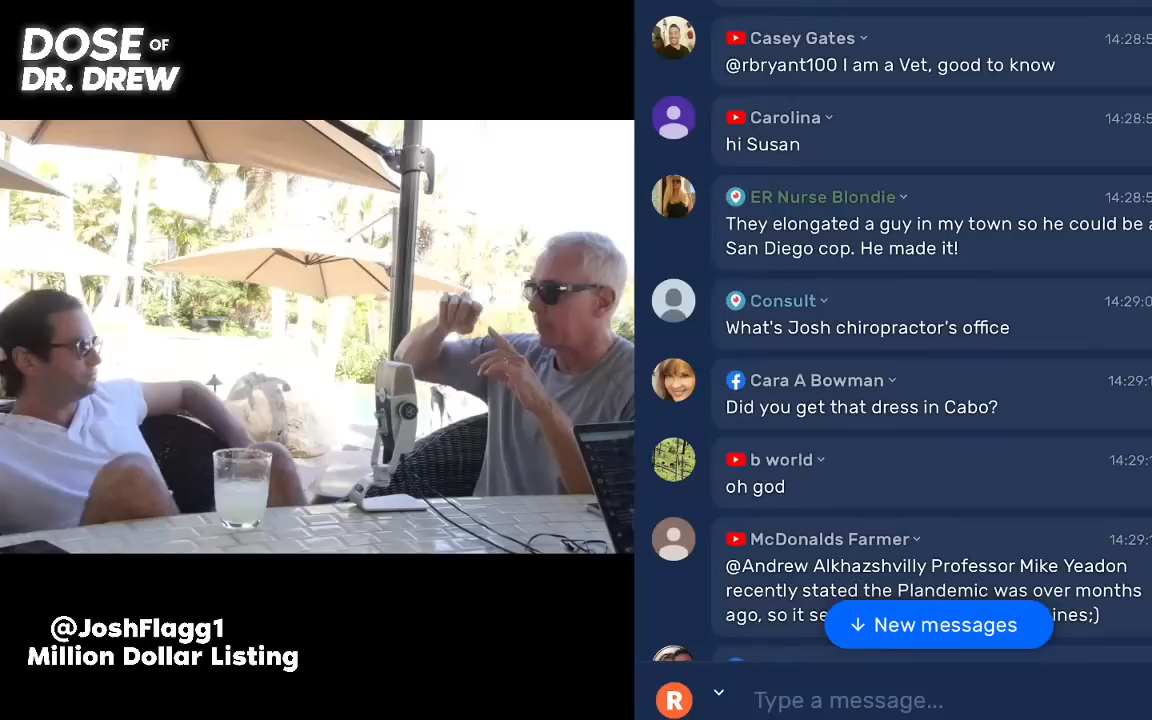 DOSE OF
DR. DREW
@JoshFlagg1
Million Dollar Listing
Casey Gates
14:28:5
@rbryant100 I am a Vet, good to know
Carolina
14:28:5
hi Susan
ER Nurse Blondie
14:28:5
They elongated a guy in my town so he could be a
San Diego cop. He made it!
Consult
14:29:0
What's Josh chiropractor's office
Cara A Bowman
14:29:1
Did you get that dress in Cabo?
b world
14:29:1
oh god
McDonalds Farmer
14:29:1
@Andrew Alkhazshvilly Professor Mike Yeadon
recently stated the Plandemic was over months
ago, so it se ines;)
↓ New messages
R
Type a message...